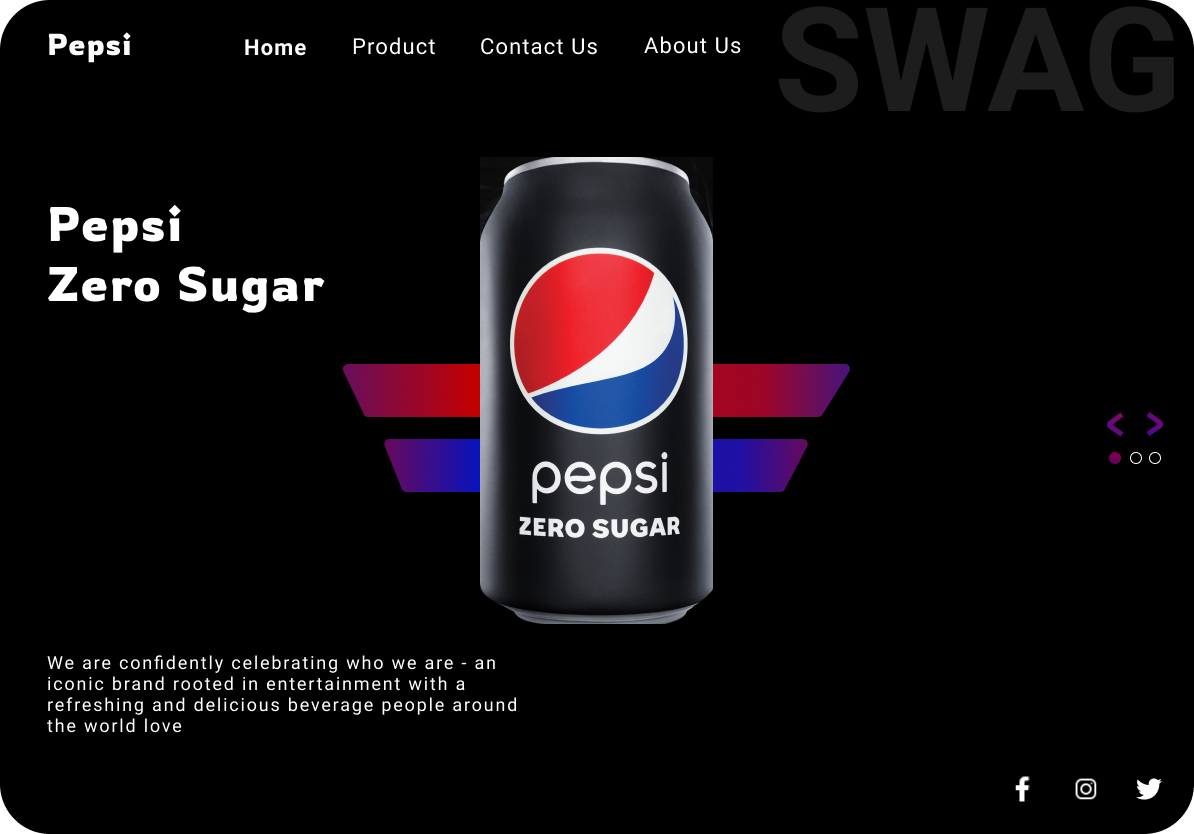 Pepsi
Home
Product
Contact Us
About Us
SWAG
Pepsi
Zero Sugar
pepsi
ZERO SUGAR
We are confidently celebrating who we are - an
iconic brand rooted in entertainment with a
refreshing and delicious beverage people around
the world love